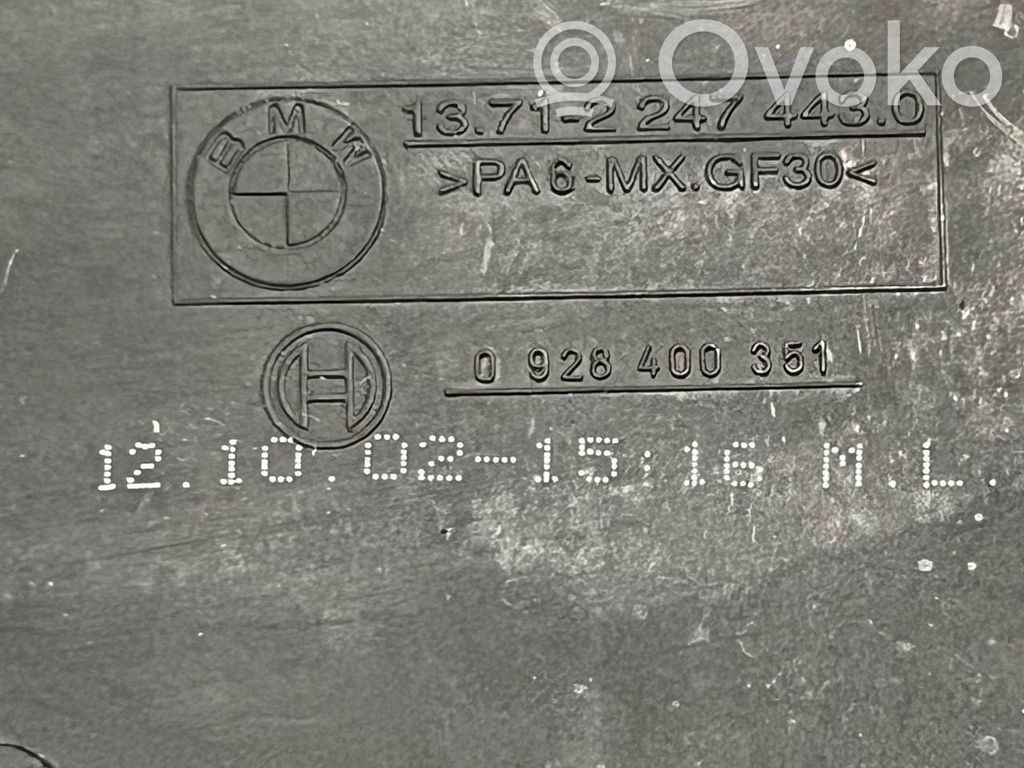 Ovoko
BMW
13.71-2 247 443.0
>PA6-MX.GF30<
0 928 400 351
12.10.02-15:16 M.L.